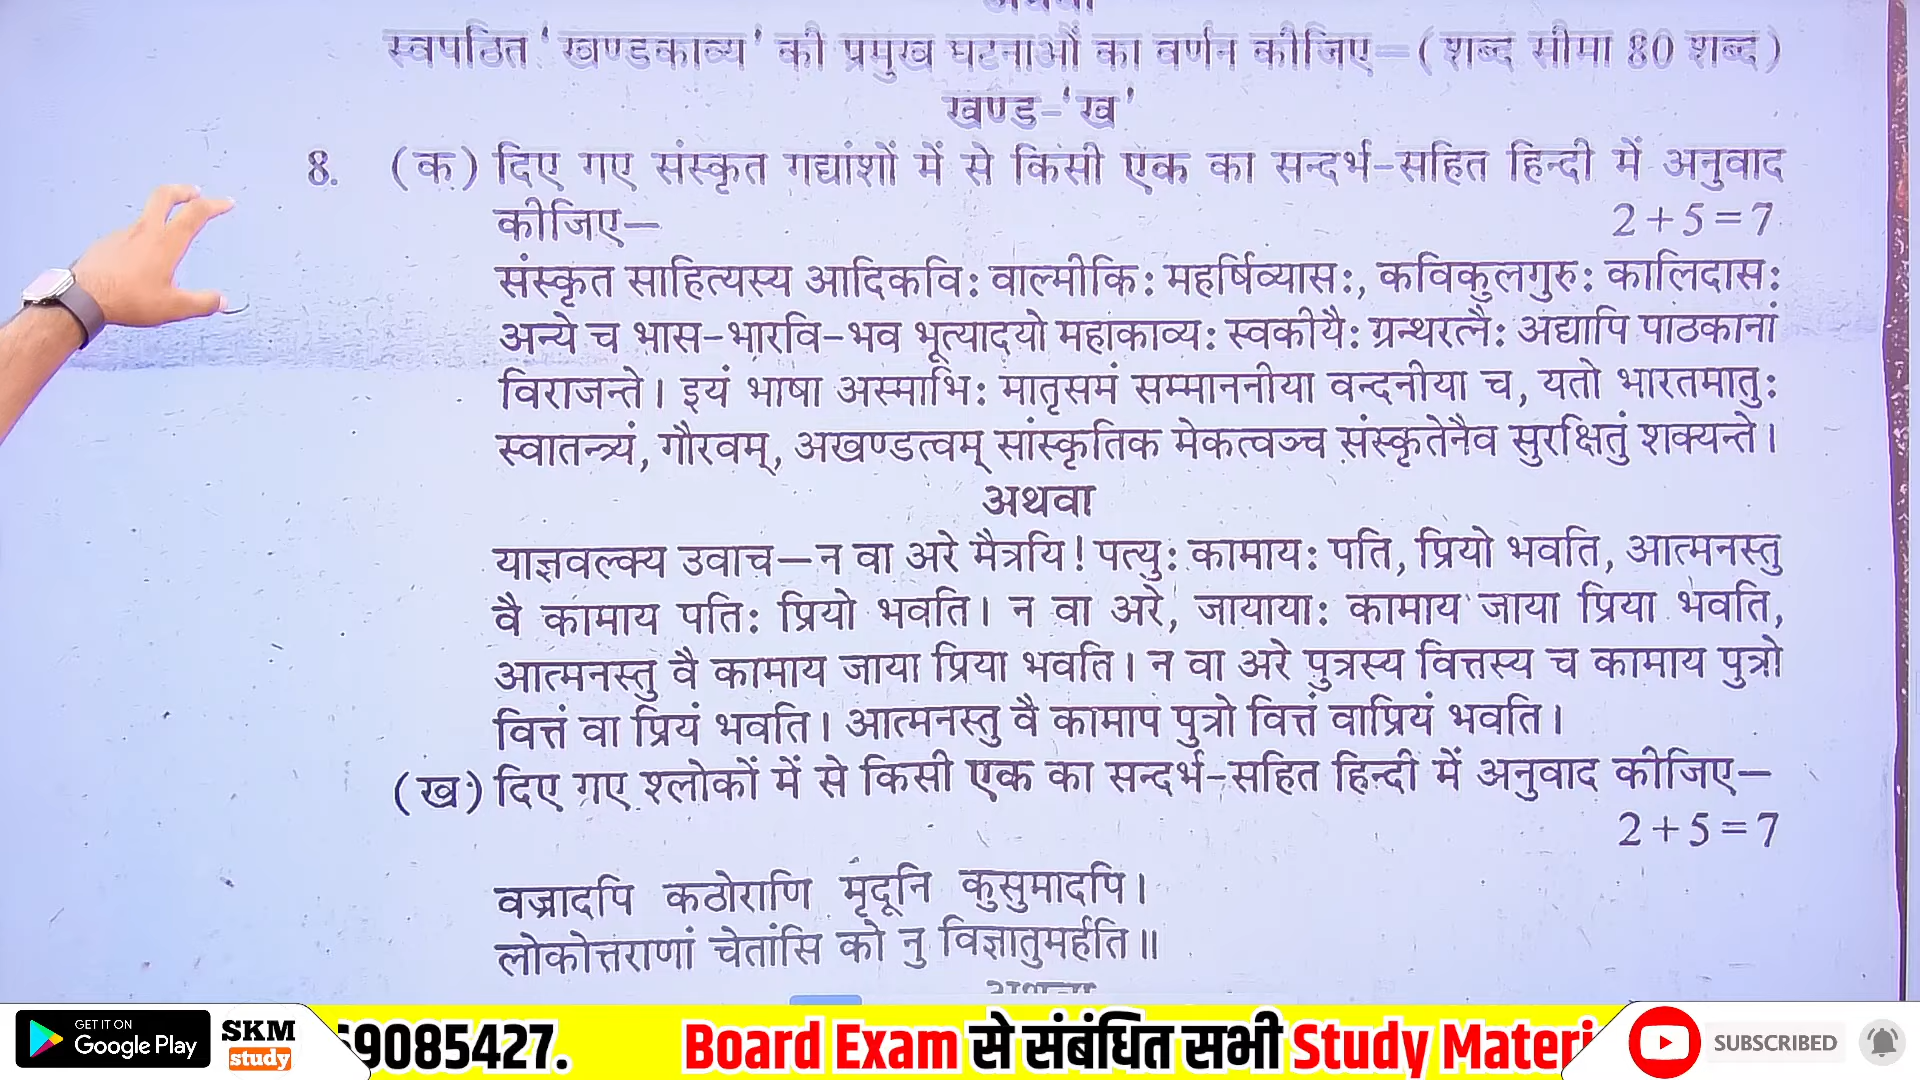 स्वपठित 'खण्डकाव्य' की प्रमुख घटनाओं का वर्णन कीजिए—(शब्द सीमा 80 शब्द)
खण्ड-'ख'
8. (क) दिए गए संस्कृत गद्यांशों में से किसी एक का सन्दर्भ-सहित हिन्दी में अनुवाद
कीजिए— 2+5=7
संस्कृत साहित्यस्य आदिकवि: वाल्मीकि: महर्षिव्यास:, कविकुलगुरु: कालिदास:
अन्ये च भास-भारवि-भव भूत्यादयो महाकाव्य: स्वकीयै: ग्रन्थरत्नै: अद्यापि पाठकानां
विराजन्ते। इयं भाषा अस्माभि: मातृसमं सम्माननीया वन्दनीया च, यतो भारतमातु:
स्वातन्त्र्यं, गौरवम्, अखण्डत्वम् सांस्कृतिक मेकत्वञ्च संस्कृतेनैव सुरक्षितुं शक्यन्ते।
अथवा
याज्ञवल्क्य उवाच—न वा अरे मैत्रयि! पत्यु: कामाय: पति, प्रियो भवति, आत्मनस्तु
वै कामाय पति: प्रियो भवति। न वा अरे, जायाया: कामाय जाया प्रिया भवति,
आत्मनस्तु वै कामाय जाया प्रिया भवति। न वा अरे पुत्रस्य वित्तस्य च कामाय पुत्रो
वित्तं वा प्रियं भवति। आत्मनस्तु वै कामाप पुत्रो वित्तं वाप्रियं भवति।
(ख) दिए गए श्लोकों में से किसी एक का सन्दर्भ-सहित हिन्दी में अनुवाद कीजिए—
2+5=7
वज्रादपि कठोराणि मृदूनि कुसुमादपि।
लोकोत्तराणां चेतांसि को नु विज्ञातुमर्हति॥
GET IT ON
Google Play
SKM
study
9085427. Board Exam से संबंधित सभी Study Materi
SUBSCRIBED